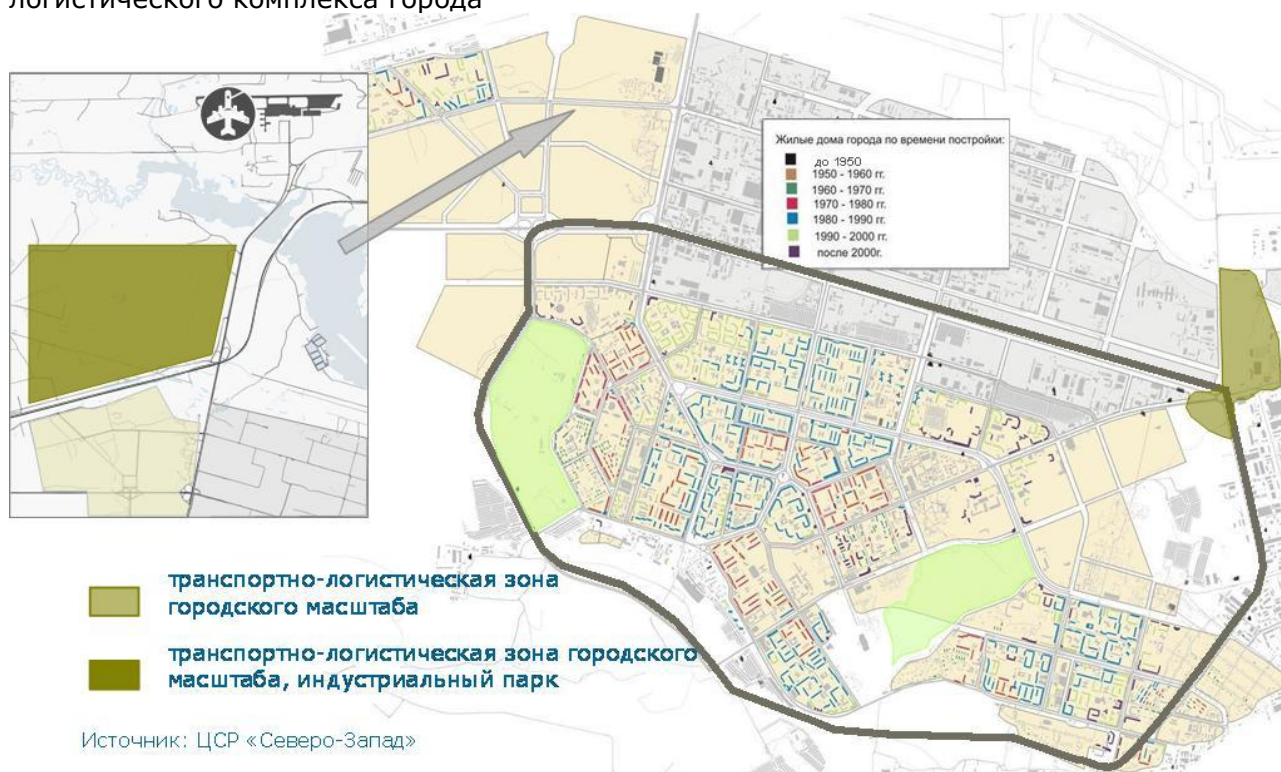 логистического комплекса города
Жилые дома города по времени постройки:
до 1950
1950 - 1960 гг.
1960 - 1970 гг.
1970 - 1980 гг.
1980 - 1990 гг.
1990 - 2000 гг.
после 2000г.
транспортно-логистическая зона
городского масштаба
транспортно-логистическая зона городского
масштаба, индустриальный парк
Источник: ЦСР «Северо-Запад»